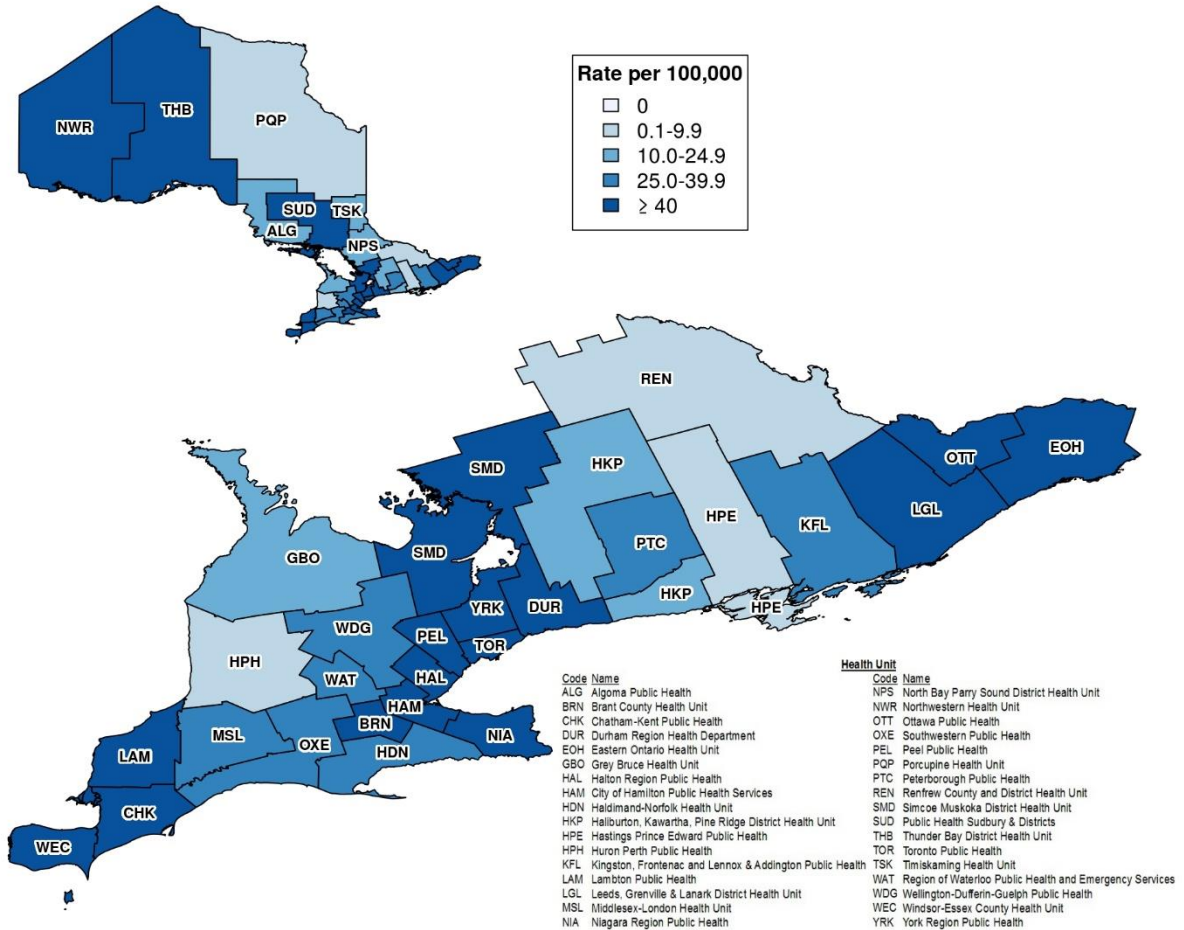 Rate per 100,000
0
0.1-9.9
10.0-24.9
25.0-39.9
≥ 40
NWR
THB
PQP
SUD
TSK
ALG
NPS
REN
SMD
HKP
OTT
EOH
LGL
HPE
KFL
PTC
GBO
SMD
HKP
HPE
YRK
DUR
WDG
PEL
TOR
HPH
WAT
HAL
HAM
BRN
NIA
MSL
OXE
HDN
LAM
CHK
WEC
Health Unit
Code Name
ALG Algoma Public Health
BRN Brant County Health Unit
CHK Chatham-Kent Public Health
DUR Durham Region Health Department
EOH Eastern Ontario Health Unit
GBO Grey Bruce Health Unit
HAL Halton Region Public Health
HAM City of Hamilton Public Health Services
HDN Haldimand-Norfolk Health Unit
HKP Haliburton, Kawartha, Pine Ridge District Health Unit
HPE Hastings Prince Edward Public Health
HPH Huron Perth Public Health
KFL Kingston, Frontenac and Lennox & Addington Public Health
LAM Lambton Public Health
LGL Leeds, Grenville & Lanark District Health Unit
MSL Middlesex-London Health Unit
NIA Niagara Region Public Health
Code Name
NPS North Bay Parry Sound District Health Unit
NWR Northwestern Health Unit
OTT Ottawa Public Health
OXE Southwestern Public Health
PEL Peel Public Health
PQP Porcupine Health Unit
PTC Peterborough Public Health
REN Renfrew County and District Health Unit
SMD Simcoe Muskoka District Health Unit
SUD Public Health Sudbury & Districts
THB Thunder Bay District Health Unit
TOR Toronto Public Health
TSK Timiskaming Health Unit
WAT Region of Waterloo Public Health and Emergency Services
WDG Wellington-Dufferin-Guelph Public Health
WEC Windsor-Essex County Health Unit
YRK York Region Public Health